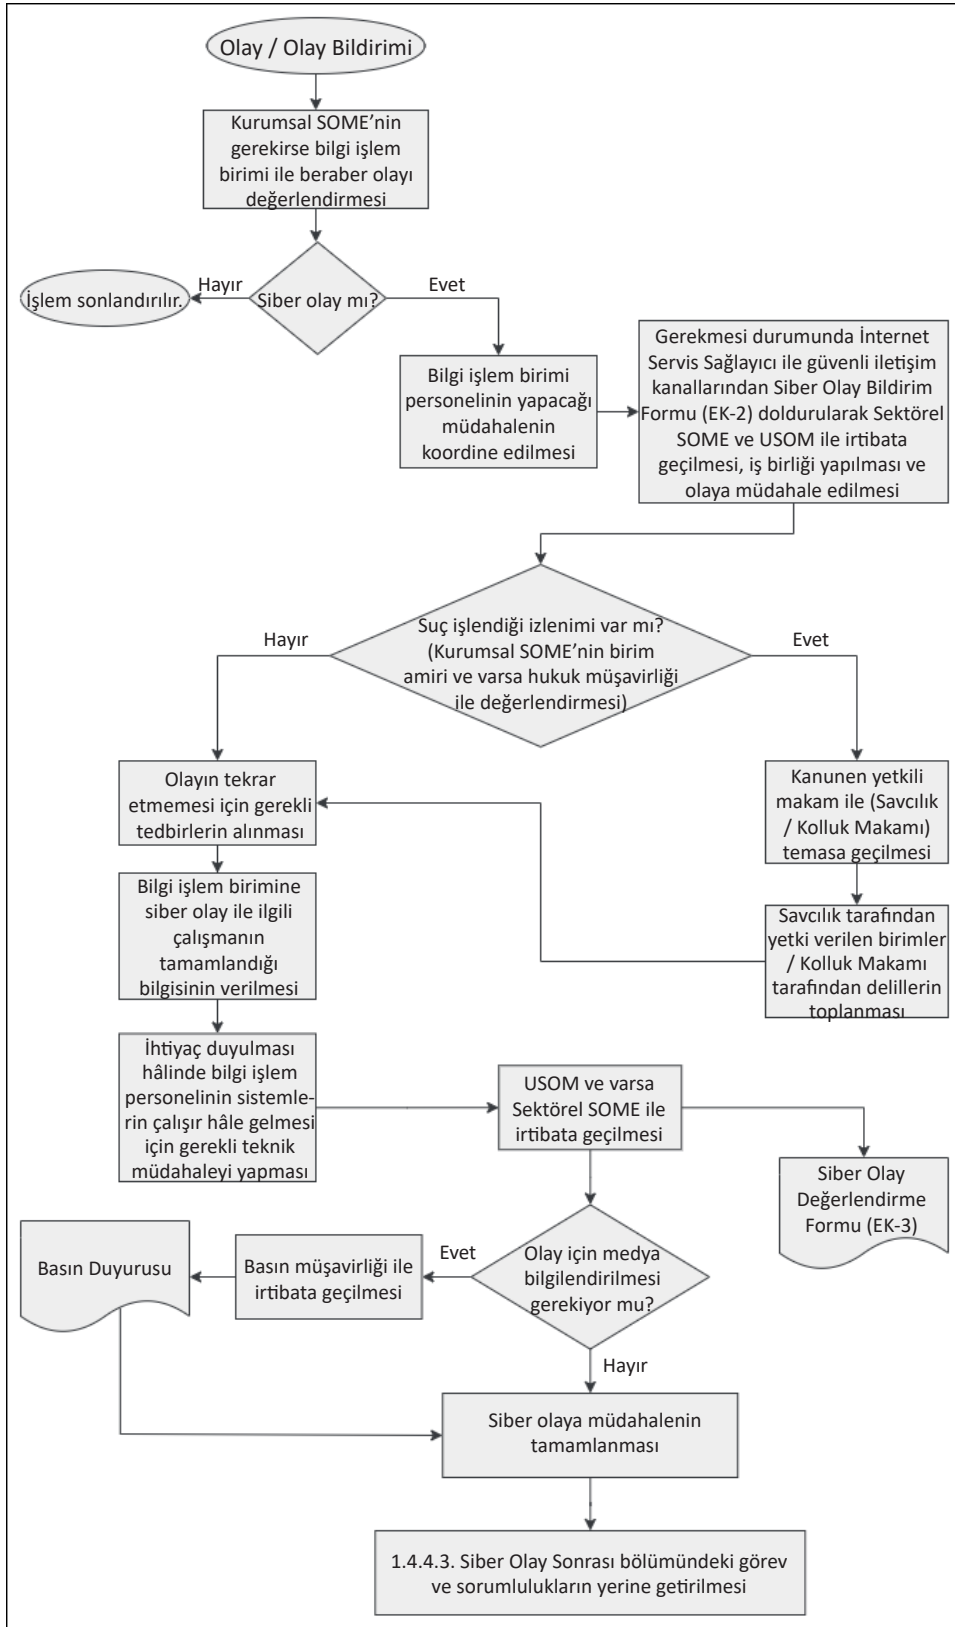 Olay / Olay Bildirimi
Kurumsal SOME’nin
gerekirse bilgi işlem
birimi ile beraber olayı
değerlendirmesi
Siber olay mı?
Hayır
İşlem sonlandırılır.
Evet
Bilgi işlem birimi
personelinin yapacağı
müdahalenin
koordine edilmesi
Gerekmesi durumunda İnternet
Servis Sağlayıcı ile güvenli iletişim
kanallarından Siber Olay Bildirim
Formu (EK-2) doldurularak Sektörel
SOME ve USOM ile irtibata
geçilmesi, iş birliği yapılması ve
olaya müdahale edilmesi
Suç işlendiği izlenimi var mı?
(Kurumsal SOME’nin birim
amiri ve varsa hukuk müşavirliği
ile değerlendirmesi)
Hayır
Evet
Olayın tekrar
etmemesi için gerekli
tedbirlerin alınması
Kanunen yetkili
makam ile (Savcılık
/ Kolluk Makamı)
temasa geçilmesi
Bilgi işlem birimine
siber olay ile ilgili
çalışmanın
tamamlandığı
bilgisinin verilmesi
Savcılık tarafından
yetki verilen birimler
/ Kolluk Makamı
tarafından delillerin
toplanması
İhtiyaç duyulması
hâlinde bilgi işlem
personelinin sistemle-
rin çalışır hâle gelmesi
için gerekli teknik
müdahaleyi yapması
USOM ve varsa
Sektörel SOME ile
irtibata geçilmesi
Siber Olay
Değerlendirme
Formu (EK-3)
Olay için medya
bilgilendirilmesi
gerekiyor mu?
Evet
Basın müşavirliği ile
irtibata geçilmesi
Basın Duyurusu
Hayır
Siber olaya müdahalenin
tamamlanması
1.4.4.3. Siber Olay Sonrası bölümündeki görev
ve sorumlulukların yerine getirilmesi